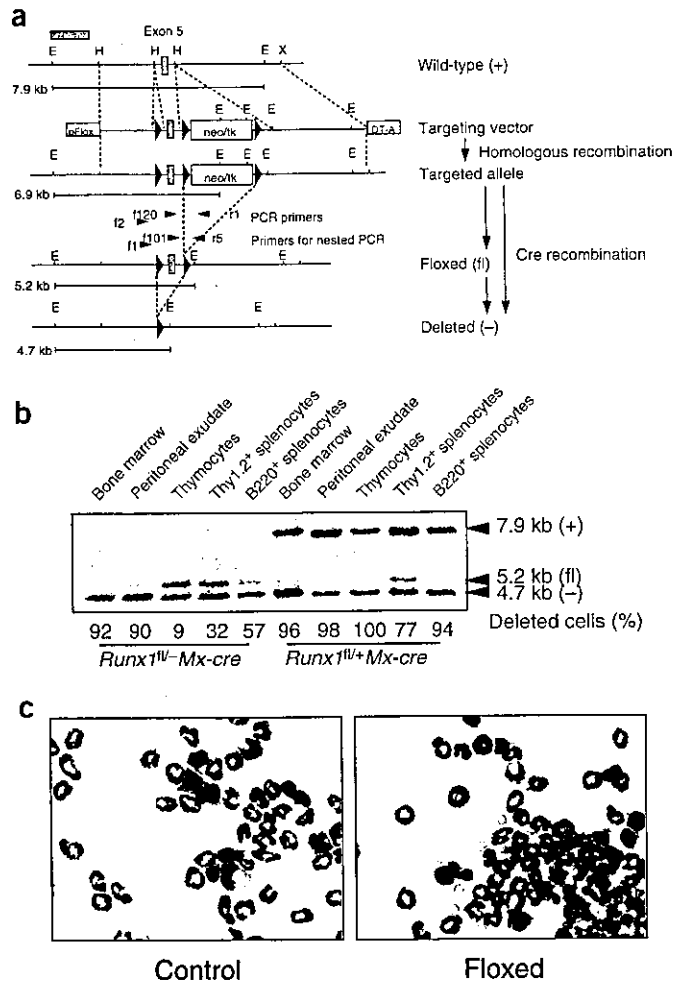 a
Exon 5
E H H H E X
Wild-type (+)
7.9 kb
E E E E
pFlox neo/tk DT-A
Targeting vector
Homologous recombination
E E E E
neo/tk
Targeted allele
6.9 kb
f120 r1 PCR primers
f2
f101 r5 Primers for nested PCR
f1
E E E E
Floxed (fl)
Cre recombination
5.2 kb
E E E E
Deleted (–)
4.7 kb
b
Bone marrow
Peritoneal exudate
Thymocytes
Thy1.2+ splenocytes
B220+ splenocytes
Bone marrow
Peritoneal exudate
Thymocytes
Thy1.2+ splenocytes
B220+ splenocytes
7.9 kb (+)
5.2 kb (fl)
4.7 kb (–)
92 90 9 32 57 96 98 100 77 94 Deleted cells (%)
Runx1fl/–Mx-cre Runx1fl/+Mx-cre
c
Control Floxed